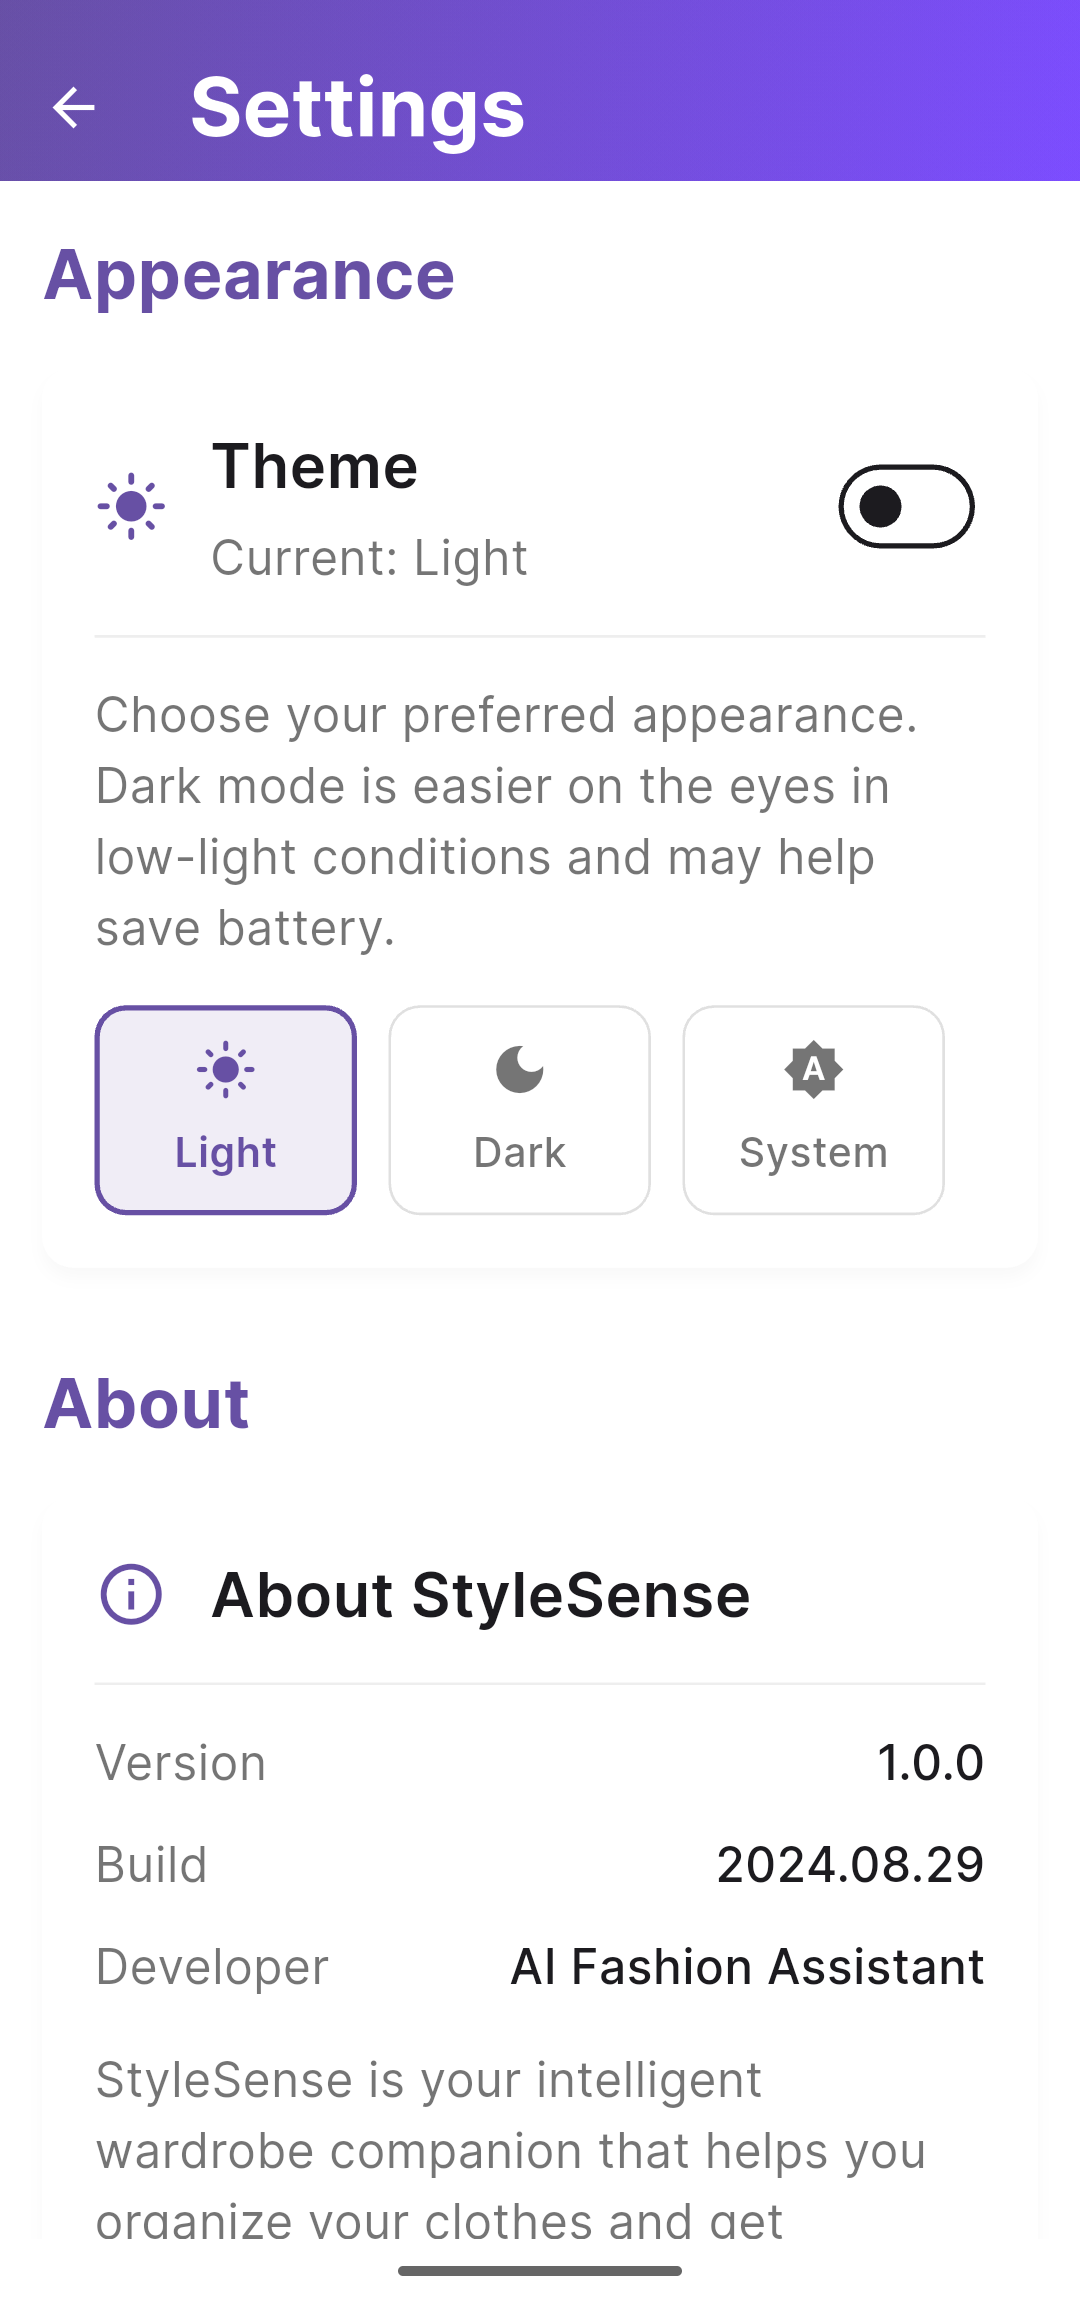 Settings
Appearance
Theme
Current: Light
Choose your preferred appearance.
Dark mode is easier on the eyes in
low-light conditions and may help
save battery.
Light
Dark
A
System
About
About StyleSense
Version
1.0.0
Build
2024.08.29
Developer
AI Fashion Assistant
StyleSense is your intelligent
wardrobe companion that helps you
organize your clothes and get